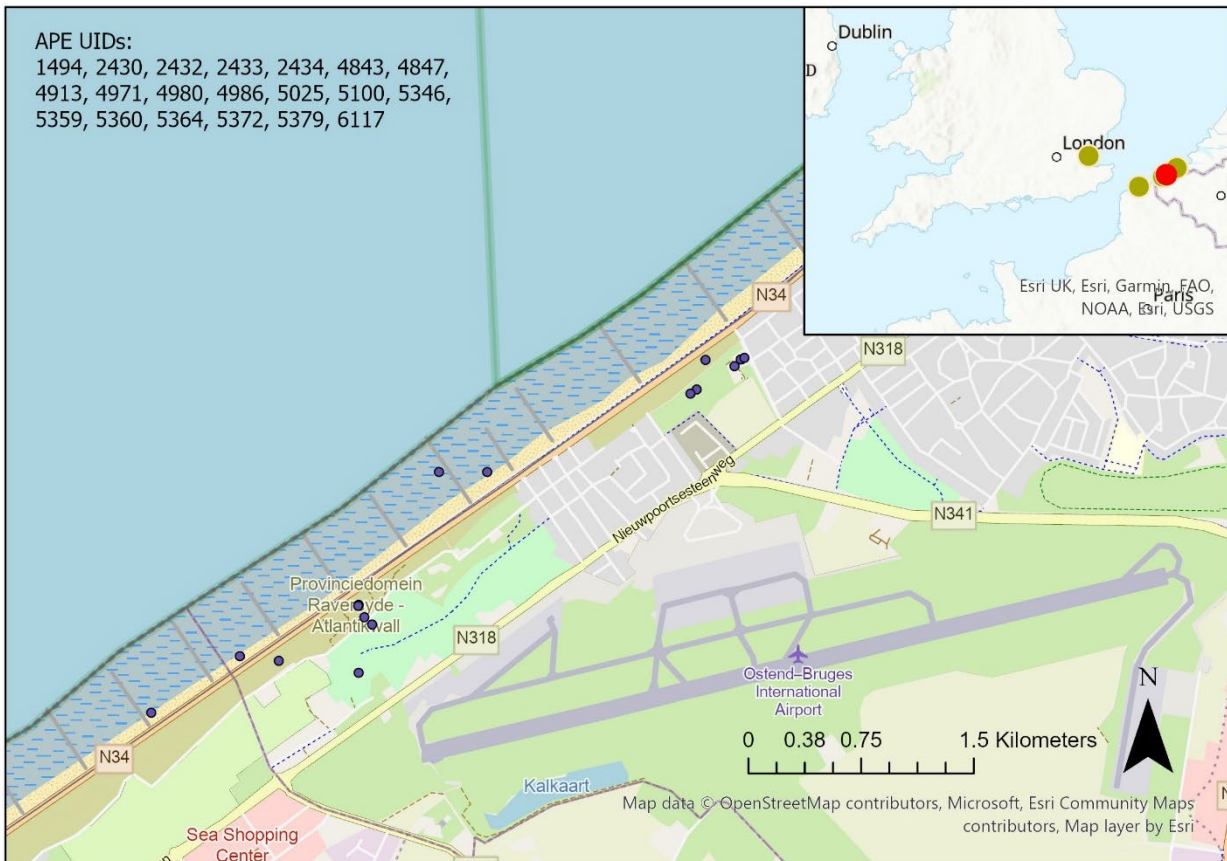 APE UIDs:
1494, 2430, 2432, 2433, 2434, 4843, 4847,
4913, 4971, 4980, 4986, 5025, 5100, 5346,
5359, 5360, 5364, 5372, 5379, 6117
Dublin
D
London
Paris
Esri UK, Esri, Garmin, FAO,
NOAA, Esri, USGS
N34
N318
Nieuwpoortsesteenweg
N341
Provinciedomein
Raversyde -
Atlantikwall
N318
Ostend–Bruges
International
Airport
N
0 0.38 0.75 1.5 Kilometers
N34
Kalkaart
Map data © OpenStreetMap contributors, Microsoft, Esri Community Maps
contributors, Map layer by Esri
Sea Shopping
Center